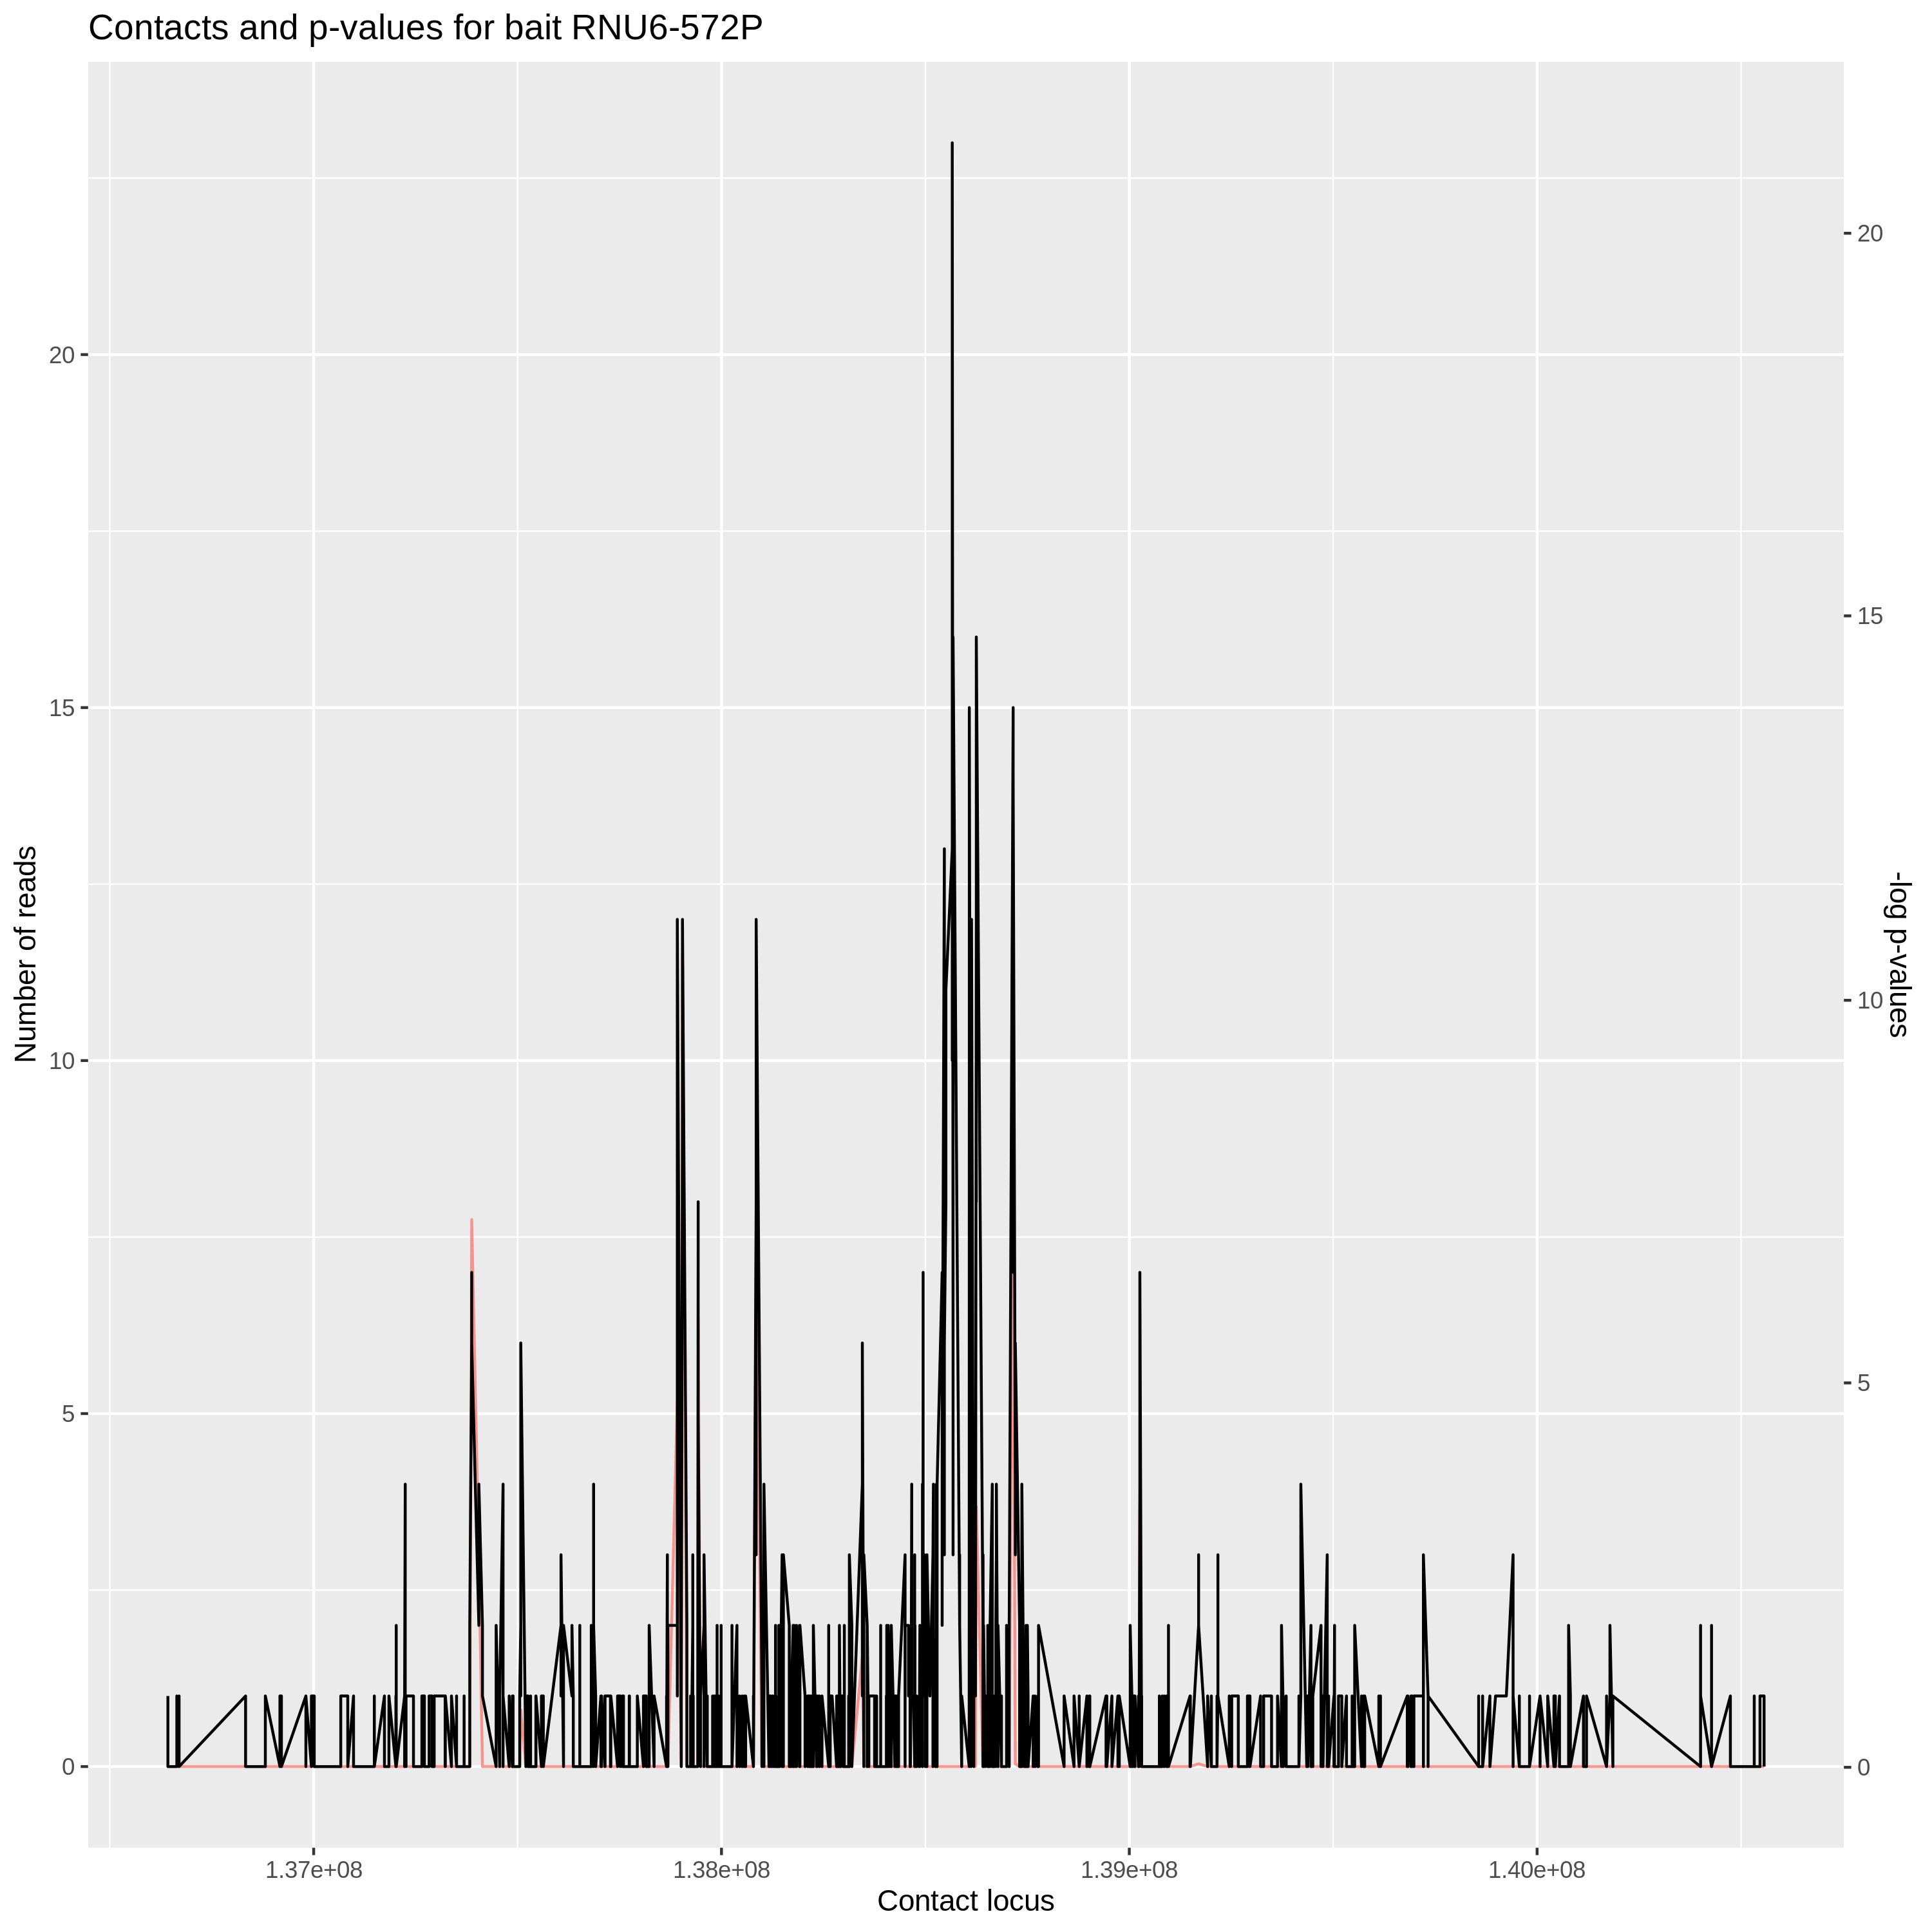 Contacts and p-values for bait RNU6-572P
Number of reads
20
15
10
5
0
20
15
10
5
0
-log p-values
1.37e+08
1.38e+08
1.39e+08
1.40e+08
Contact locus